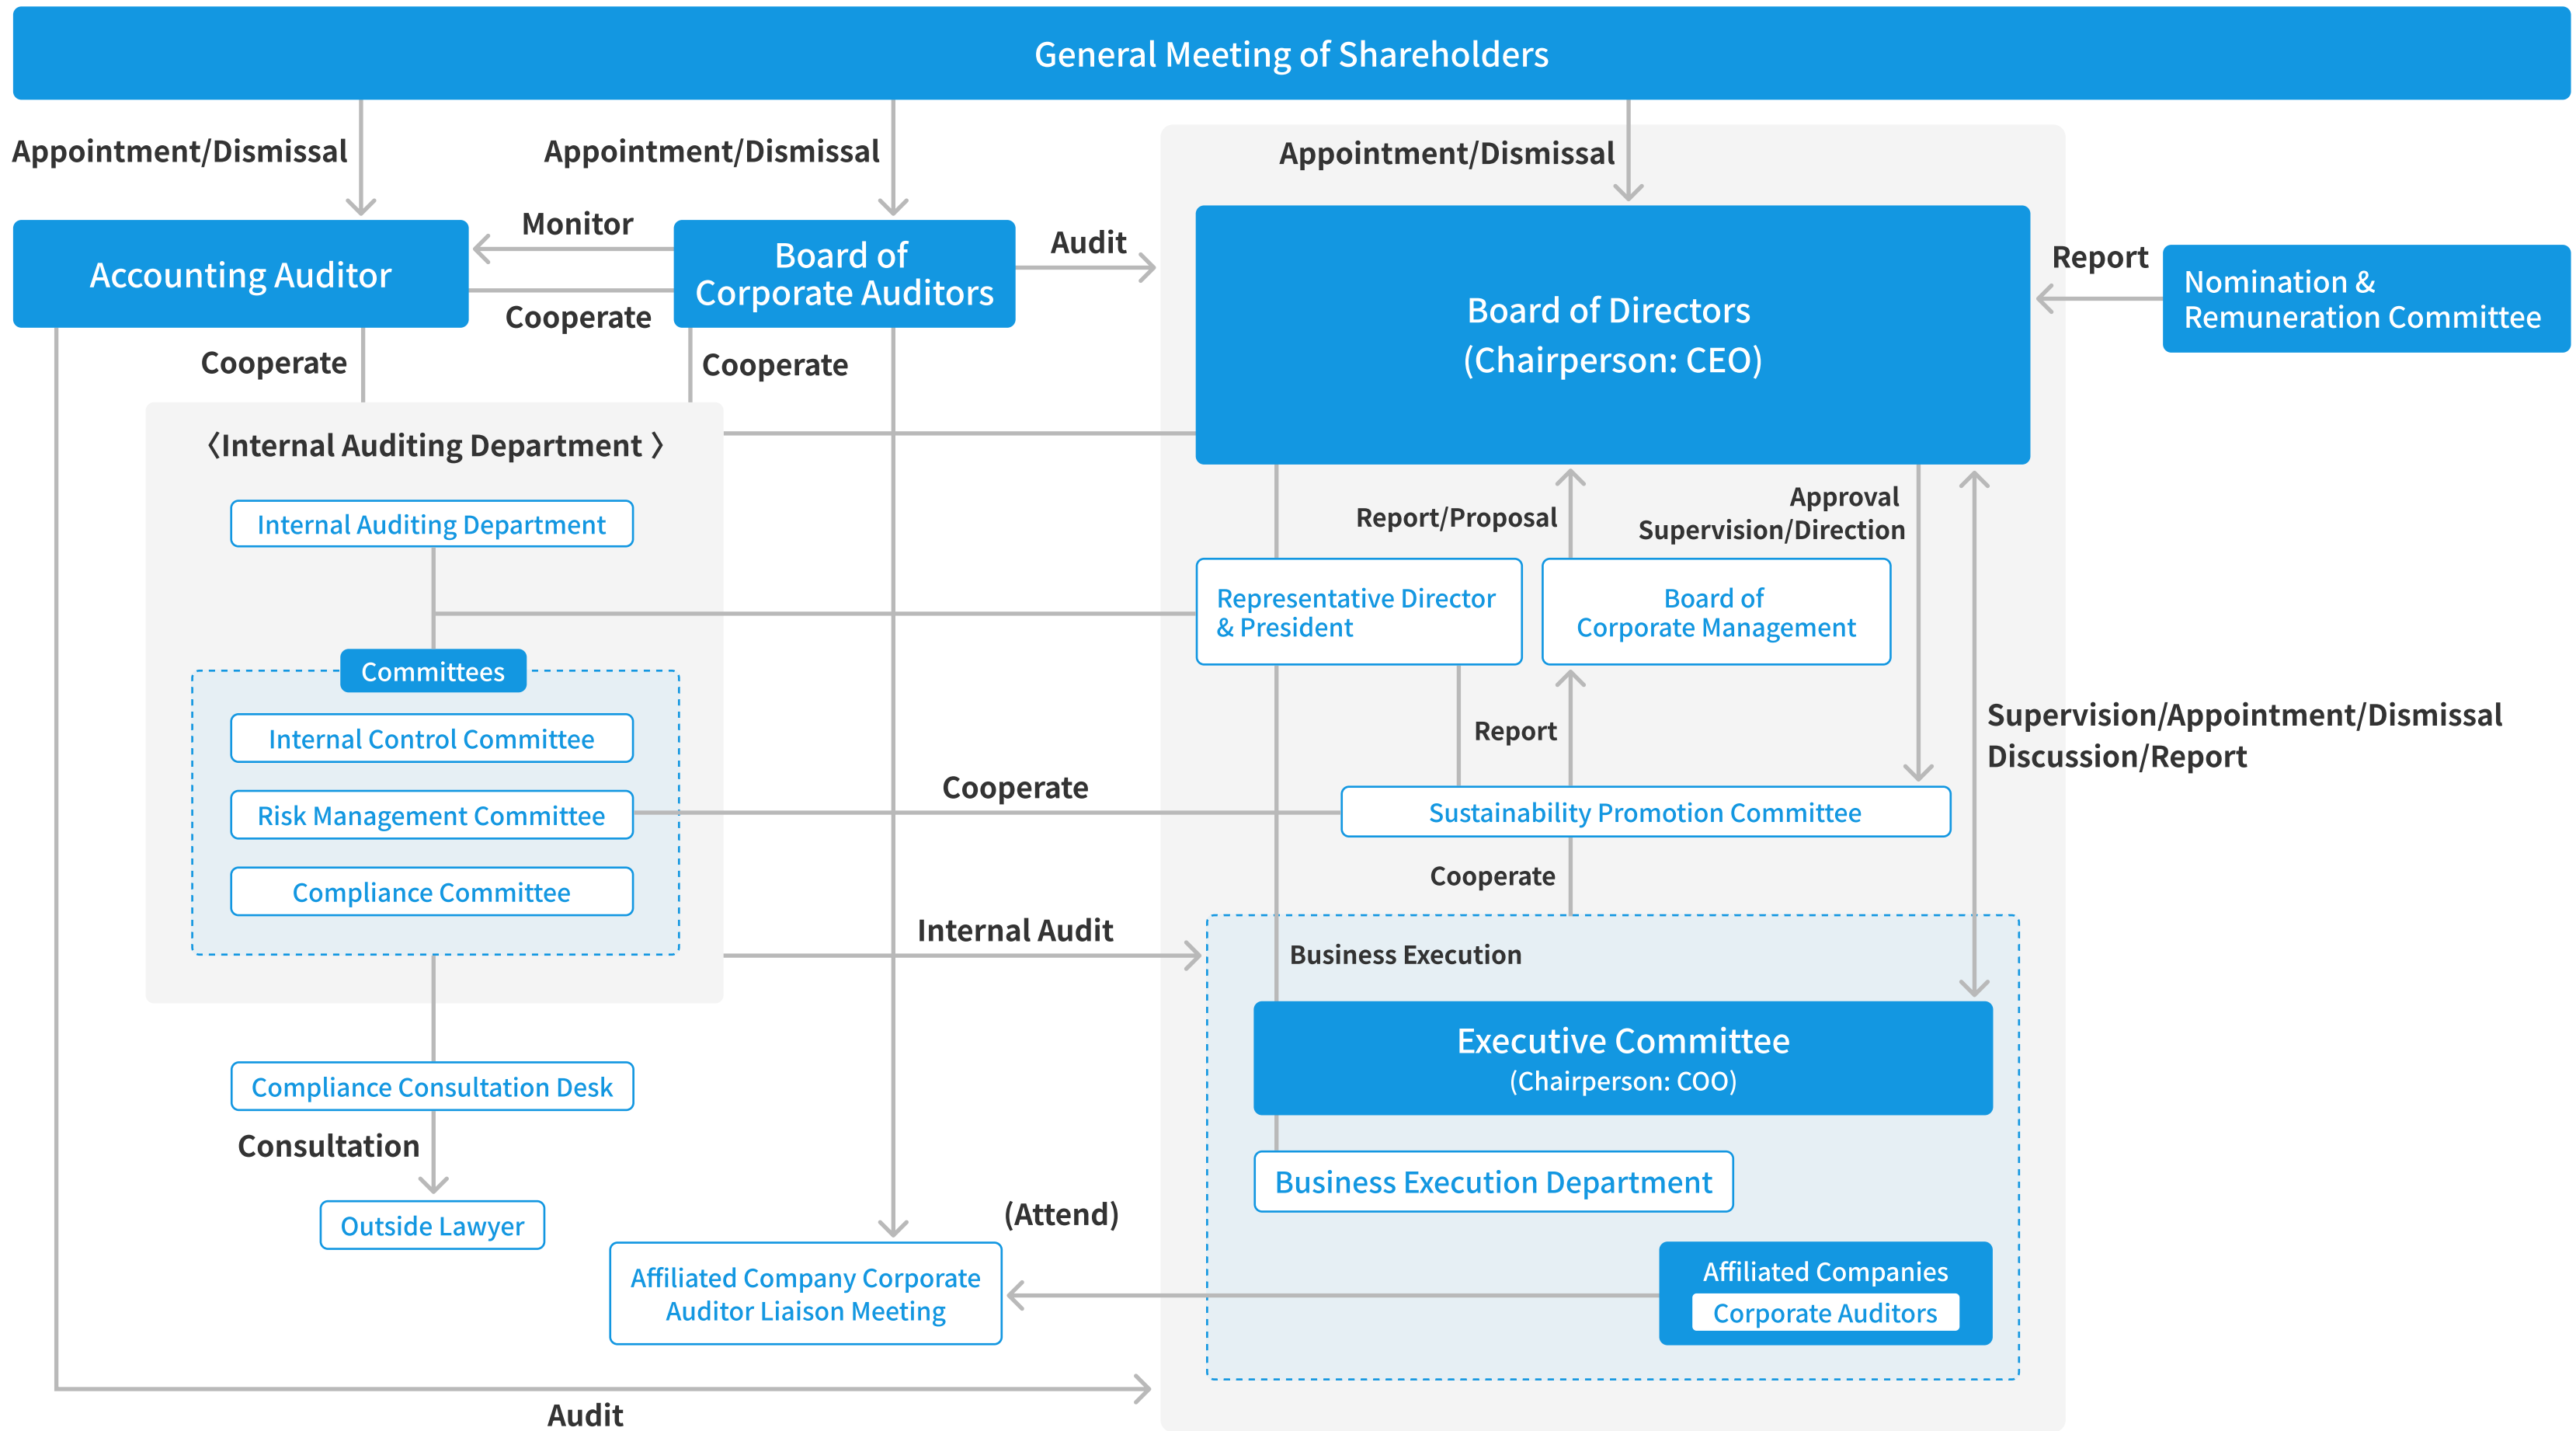 General Meeting of Shareholders
Appointment/Dismissal
Appointment/Dismissal
Appointment/Dismissal
Accounting Auditor
Monitor
Cooperate
Board of
Corporate Auditors
Audit
Board of Directors
(Chairperson: CEO)
Report
Nomination &
Remuneration Committee
Cooperate
Cooperate
〈Internal Auditing Department 〉
Internal Auditing Department
Committees
Internal Control Committee
Risk Management Committee
Compliance Committee
Report/Proposal
Approval
Supervision/Direction
Representative Director
& President
Board of
Corporate Management
Report
Supervision/Appointment/Dismissal
Discussion/Report
Cooperate
Sustainability Promotion Committee
Cooperate
Internal Audit
Business Execution
Executive Committee
(Chairperson: COO)
Business Execution Department
Compliance Consultation Desk
Consultation
Outside Lawyer
(Attend)
Affiliated Company Corporate
Auditor Liaison Meeting
Affiliated Companies
Corporate Auditors
Audit